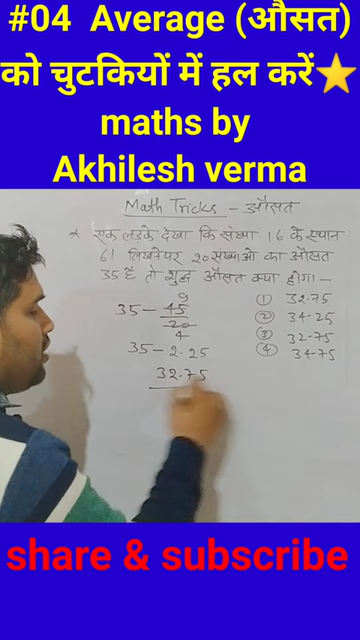 #04 Average (औसत)
को चुटकियों में हल करें⭐
maths by
Akhilesh verma
Math Tricks - औसत
* एक लड़के देखा कि संख्या 16 के स्थान
61 लिखने पर 20 संख्याओ का औसत
35 है तो शुद्ध औसत क्या होगा -
35 - 45/20 9/4
35 - 2.25
32.75
① 32.75
② 34.25
③ 32.75
④ 34.75
share & subscribe